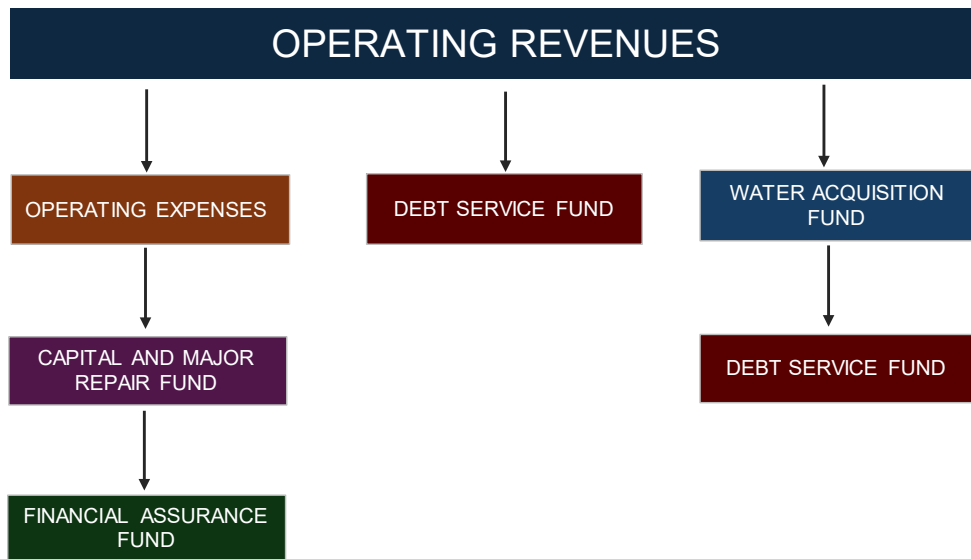 OPERATING REVENUES
OPERATING EXPENSES
DEBT SERVICE FUND
WATER ACQUISITION
FUND
CAPITAL AND MAJOR
REPAIR FUND
DEBT SERVICE FUND
FINANCIAL ASSURANCE
FUND